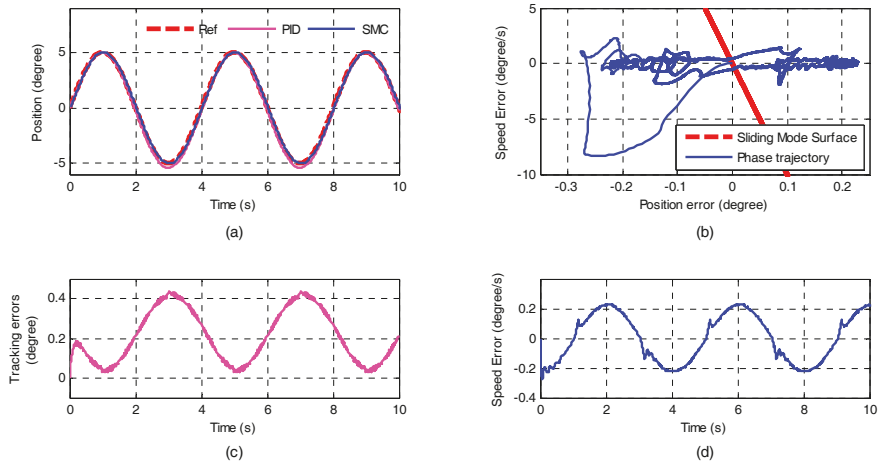 Ref PID SMC
5
0
-5
0 2 4 6 8 10
Position (degree)
Time (s)
(a)
5
0
-5
-10
-0.3 -0.2 -0.1 0 0.1 0.2
Speed Error (degree/s)
Position error (degree)
Sliding Mode Surface
Phase trajectory
(b)
0.4
0.2
0
0 2 4 6 8 10
Tracking errors
(degree)
Time (s)
(c)
0.2
0
-0.2
-0.4
0 2 4 6 8 10
Speed Error (degree/s)
Time (s)
(d)